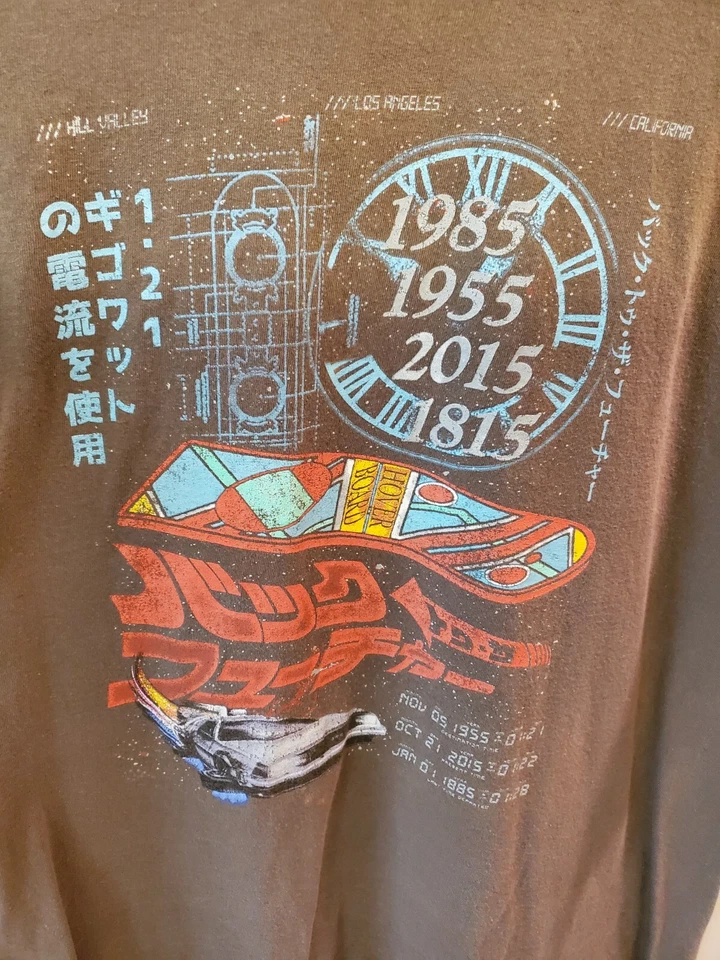 /// HILL VALLEY
/// LOS ANGELES
/// CALIFORNIA
1.21
ギゴワット
の電流を使用
XII
1985
1955
2015
1815
バック・トゥ・ザ・フューチャー
HOVER
BOARD
バック
フューチャー
NOV 05 1955
OCT 21 2015
JAN 01 1885